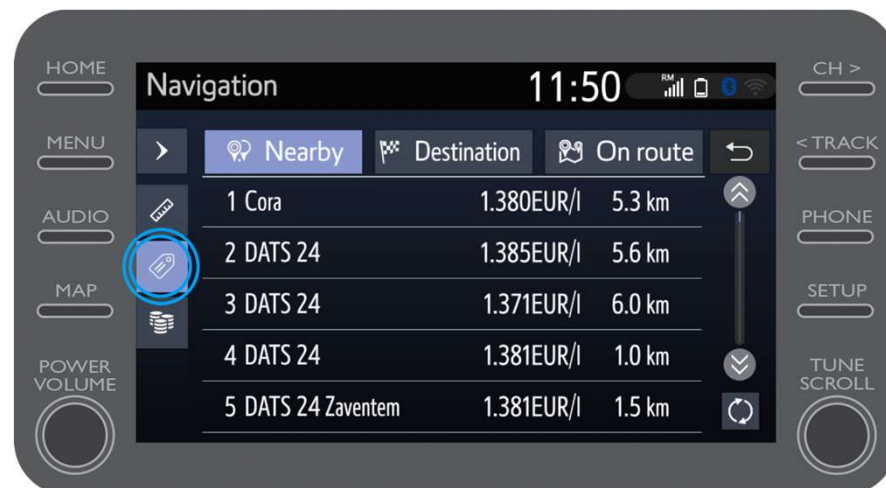 HOME
CH >
Navigation 11:50 RM
MENU
< TRACK
Nearby Destination On route
AUDIO
PHONE
1 Cora 1.380EUR/l 5.3 km
2 DATS 24 1.385EUR/l 5.6 km
MAP
SETUP
3 DATS 24 1.371EUR/l 6.0 km
4 DATS 24 1.381EUR/l 1.0 km
POWER
VOLUME
TUNE
SCROLL
5 DATS 24 Zaventem 1.381EUR/l 1.5 km